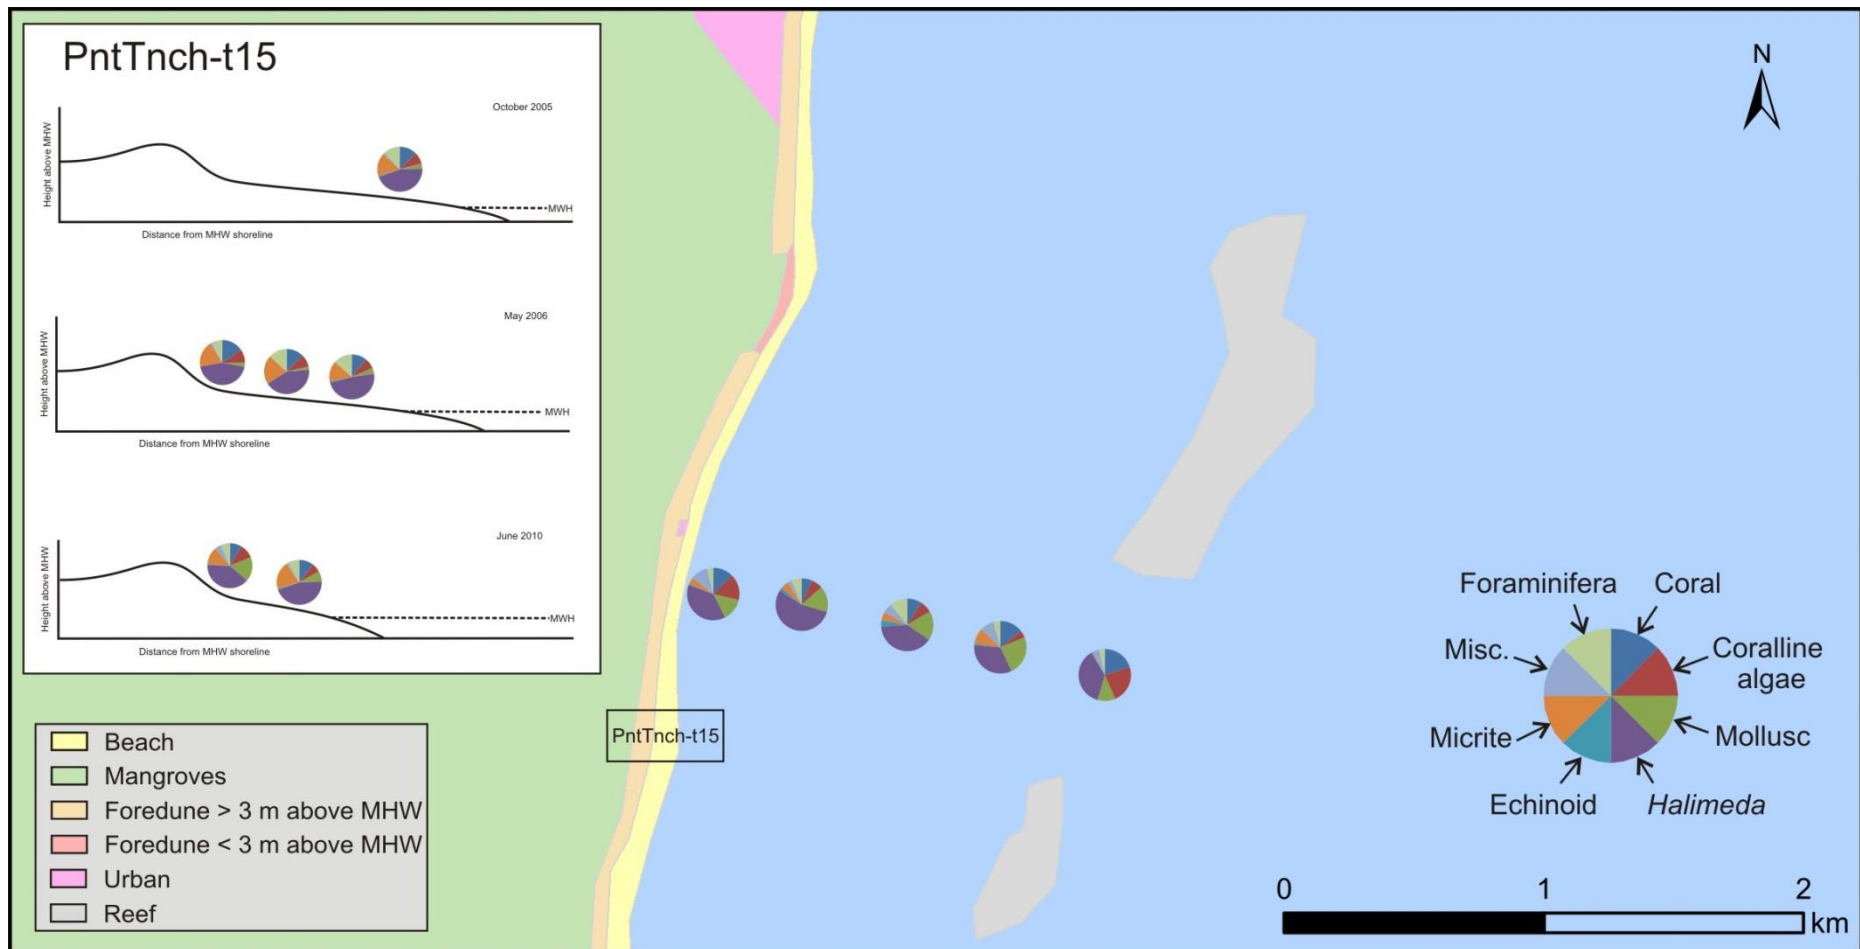 PntTnch-t15
October 2005
Height above MHW
MWH
Distance from MHW shoreline
May 2006
Height above MHW
MWH
Distance from MHW shoreline
June 2010
Height above MHW
MWH
Distance from MHW shoreline
Beach
Mangroves
Foredune > 3 m above MHW
Foredune < 3 m above MHW
Urban
Reef
PntTnch-t15
N
Foraminifera
Coral
Misc.
Coralline
algae
Micrite
Mollusc
Echinoid
Halimeda
0 1 2
km